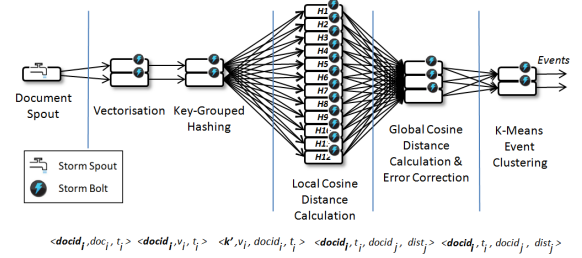 H1
H2
H3
H4
H5
H6
H7
H8
H9
H12
Events
Document
Spout
Vectorisation
Key-Grouped
Hashing
Local Cosine
Distance
Calculation
Global Cosine
Distance
Calculation &
Error Correction
K-Means
Event
Clustering
Storm Spout
Storm Bolt
<docid_i, doc_i, t_i> <docid_i, v_i, t_i> <k', v_i, docid_i, t_i> <docid_i, t_i, docid_j, dist_j> <docid_i, t_i, docid_j, dist_j>